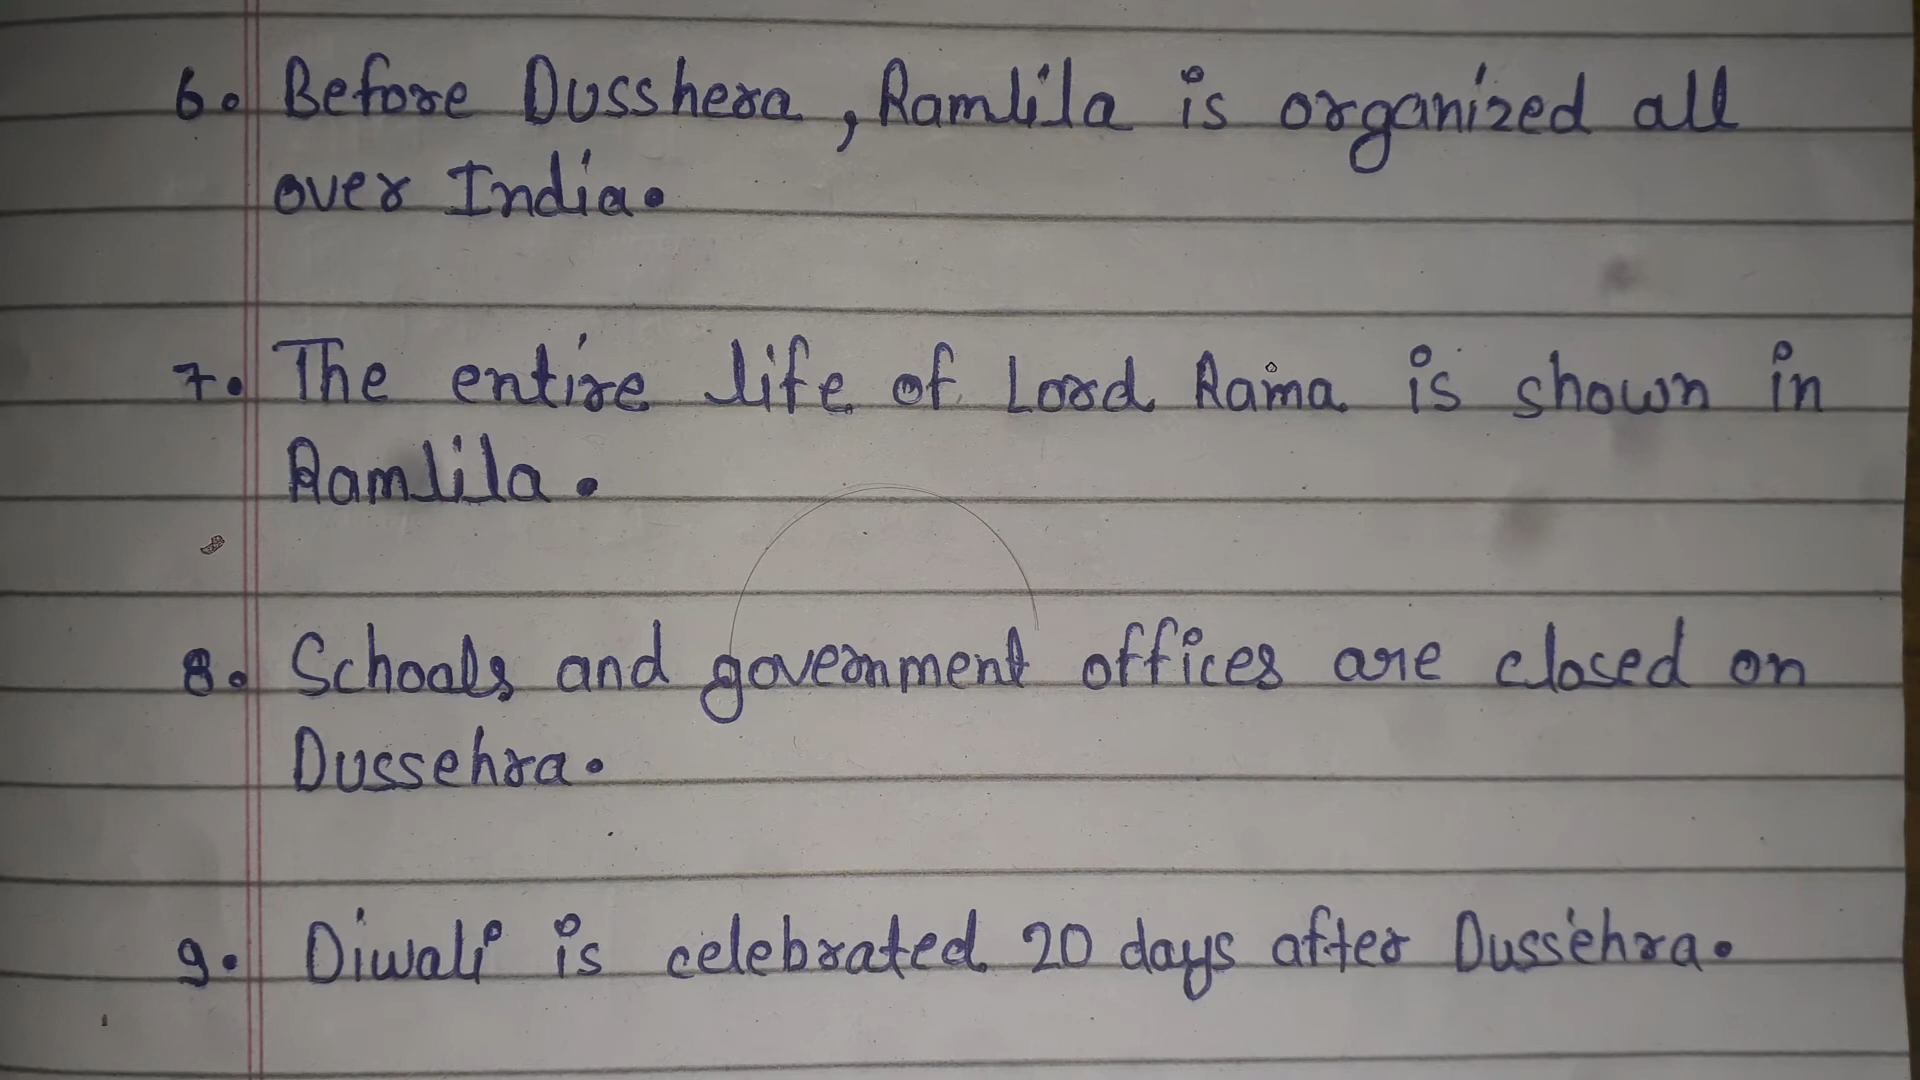 6. Before Dusshera, Ramlila is organized all
over India.
7. The entire life of Lord Rama is shown in
Ramlila.
8. Schools and government offices are closed on
Dussehra.
9. Diwali is celebrated 20 days after Dussehra.